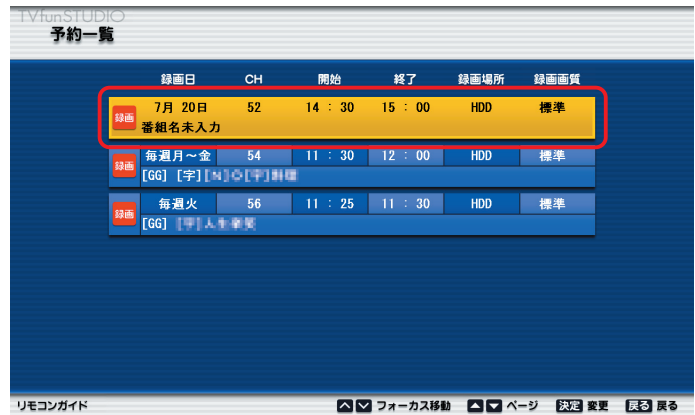 TVfunSTUDIO
予約一覧
録画日 CH 開始 終了 録画場所 録画画質
録画 7月 20日 52 14 : 30 15 : 00 HDD 標準
番組名未入力
録画 毎週月～金 54 11 : 30 12 : 00 HDD 標準
[GG] [字]
録画 毎週火 56 11 : 25 11 : 30 HDD 標準
[GG]
リモコンガイド フォーカス移動 ページ 決定 変更 戻る 戻る